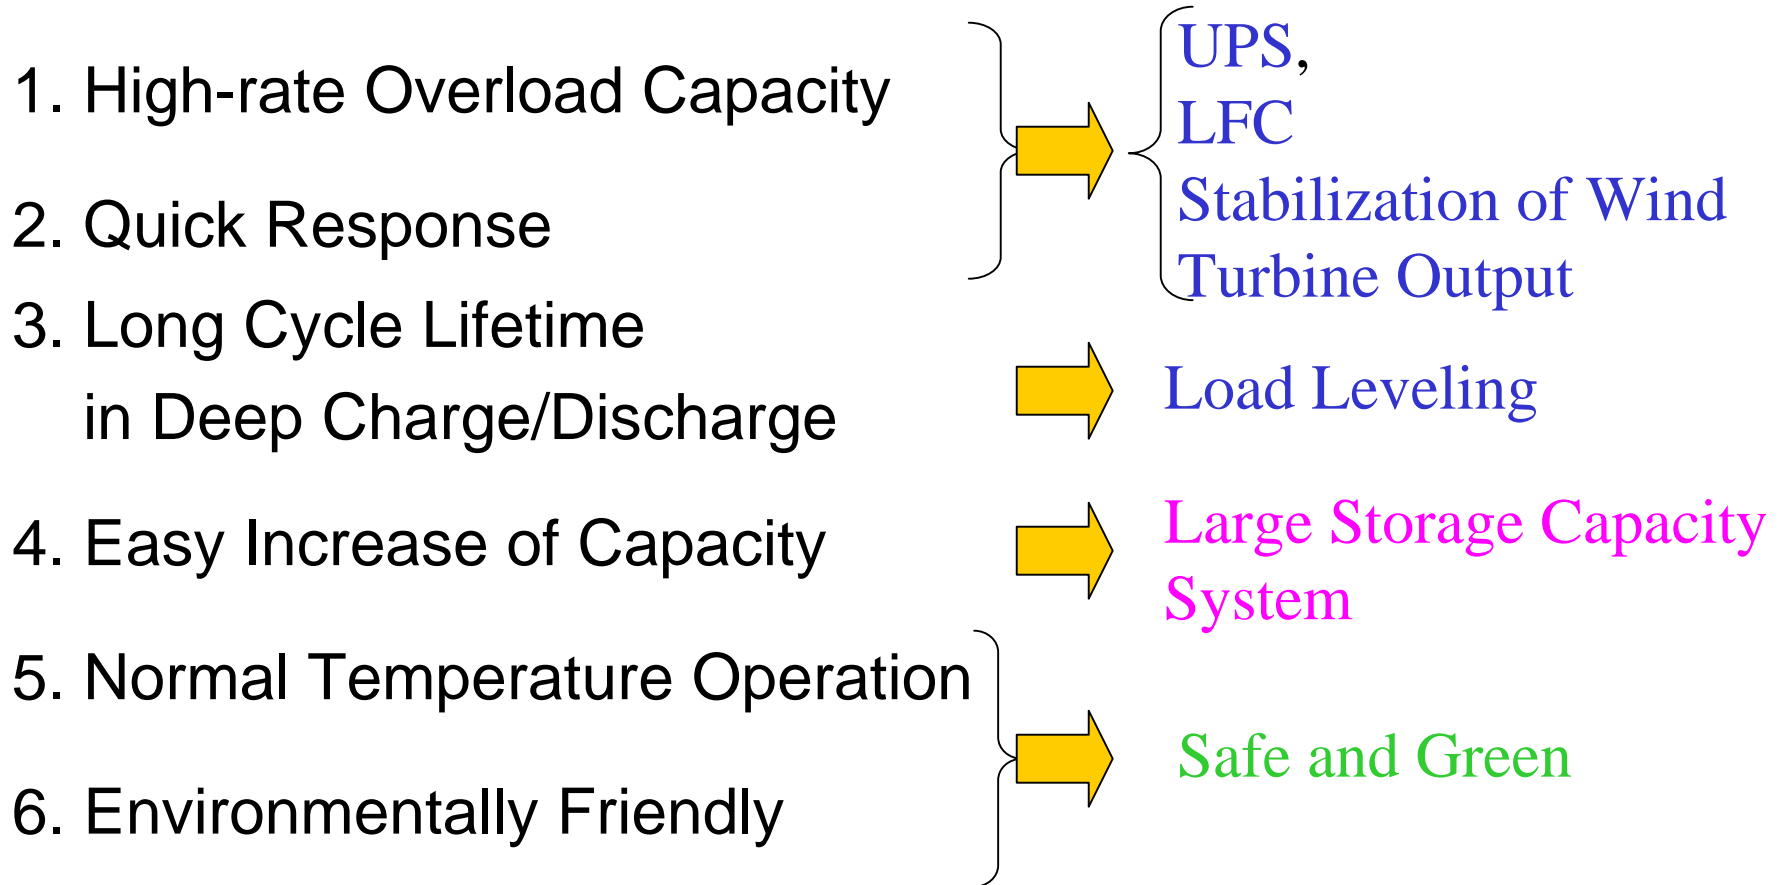 1. High-rate Overload Capacity
2. Quick Response
UPS,
LFC
Stabilization of Wind
Turbine Output
3. Long Cycle Lifetime
in Deep Charge/Discharge
Load Leveling
4. Easy Increase of Capacity
Large Storage Capacity
System
5. Normal Temperature Operation
6. Environmentally Friendly
Safe and Green